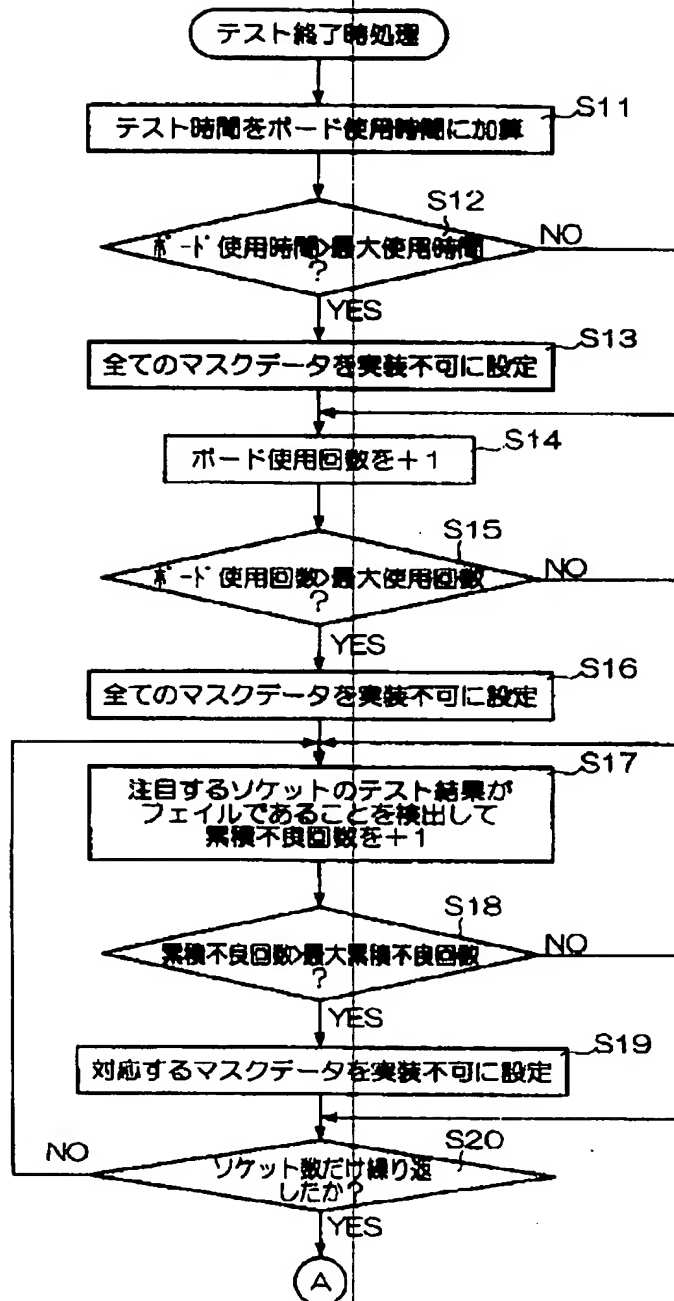 テスト終了時処理
S11
テスト時間をボード使用時間に加算
S12
ボード使用時間>最大使用時間
?
NO
YES
S13
全てのマスクデータを実装不可に設定
S14
ボード使用回数を+1
S15
ボード使用回数>最大使用回数
?
NO
YES
S16
全てのマスクデータを実装不可に設定
S17
注目するソケットのテスト結果が
フェイルであることを検出して
累積不良回数を+1
S18
累積不良回数>最大累積不良回数
?
NO
YES
S19
対応するマスクデータを実装不可に設定
S20
ソケット数だけ繰り返
したか?
NO
YES
A